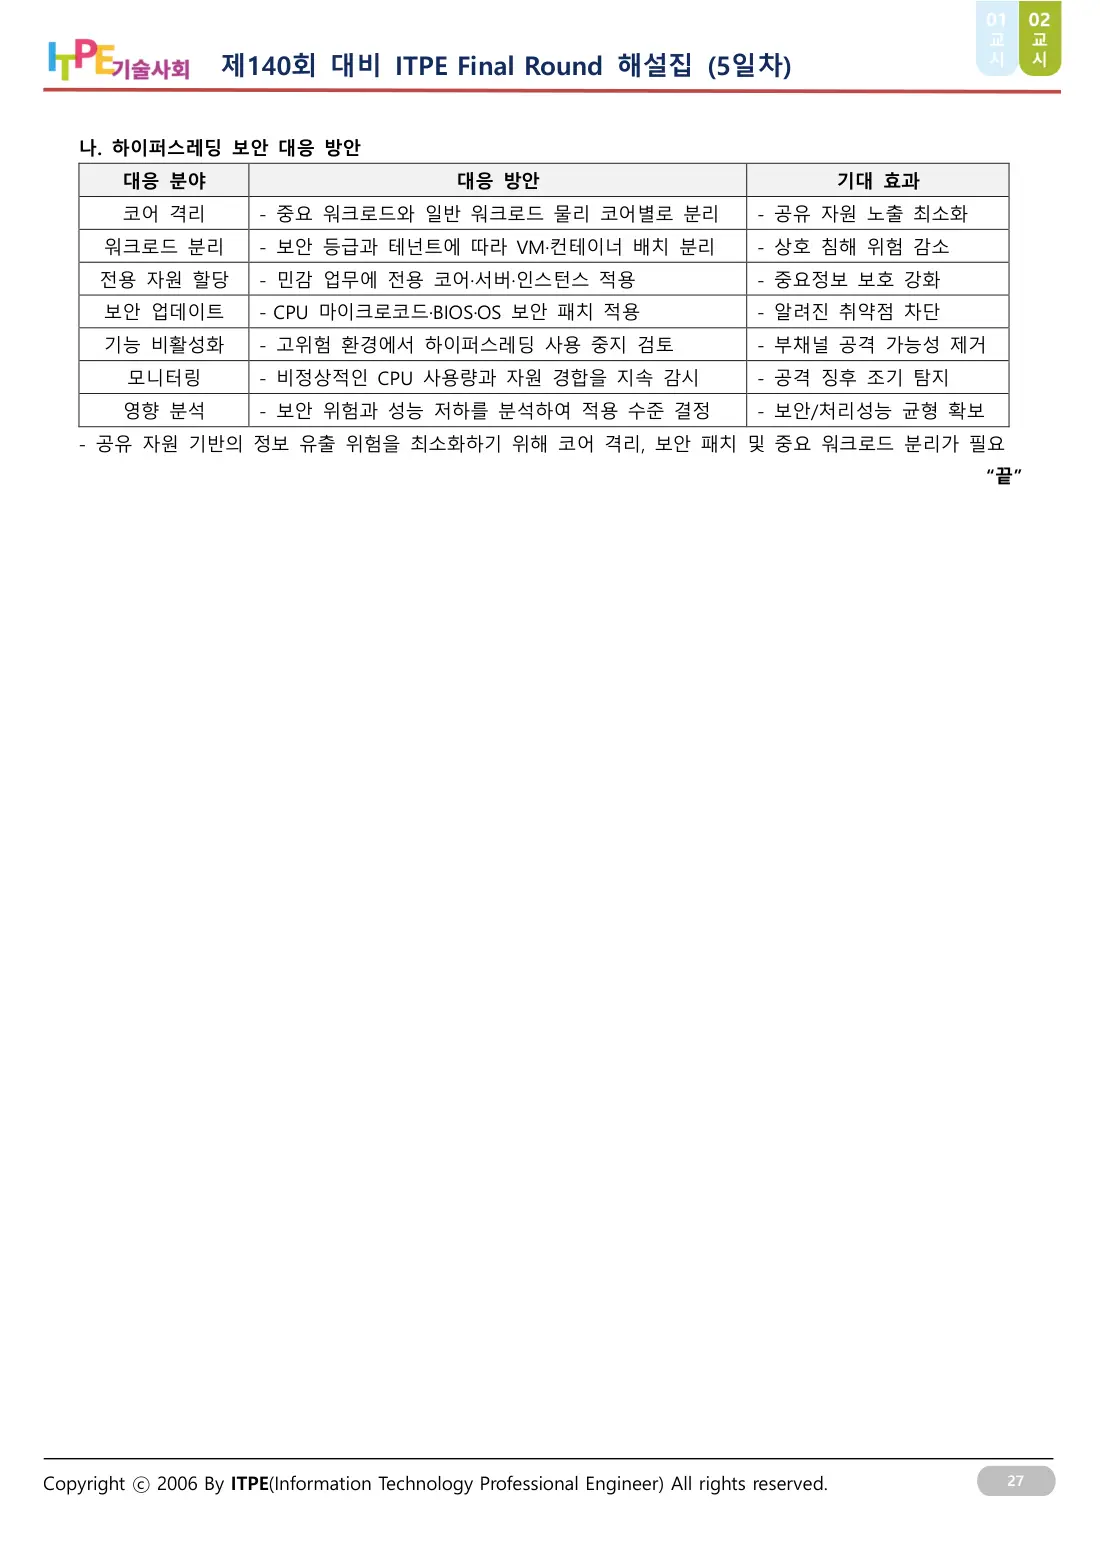 ITPE기술사회 제140회 대비 ITPE Final Round 해설집 (5일차)
01 교시
02 교시
나. 하이퍼스레딩 보안 대응 방안
대응 분야 대응 방안 기대 효과
코어 격리 - 중요 워크로드와 일반 워크로드 물리 코어별로 분리 - 공유 자원 노출 최소화
워크로드 분리 - 보안 등급과 테넌트에 따라 VM·컨테이너 배치 분리 - 상호 침해 위험 감소
전용 자원 할당 - 민감 업무에 전용 코어·서버·인스턴스 적용 - 중요정보 보호 강화
보안 업데이트 - CPU 마이크로코드·BIOS·OS 보안 패치 적용 - 알려진 취약점 차단
기능 비활성화 - 고위험 환경에서 하이퍼스레딩 사용 중지 검토 - 부채널 공격 가능성 제거
모니터링 - 비정상적인 CPU 사용량과 자원 경합을 지속 감시 - 공격 징후 조기 탐지
영향 분석 - 보안 위험과 성능 저하를 분석하여 적용 수준 결정 - 보안/처리성능 균형 확보
- 공유 자원 기반의 정보 유출 위험을 최소화하기 위해 코어 격리, 보안 패치 및 중요 워크로드 분리가 필요
“끝”
Copyright ⓒ 2006 By ITPE(Information Technology Professional Engineer) All rights reserved.
27